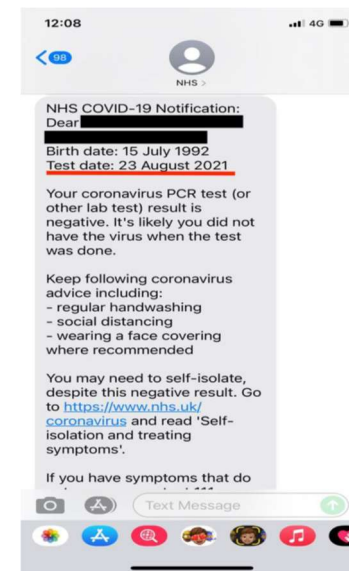 12:08
4G
98
NHS >
NHS COVID-19 Notification:
Dear
Birth date: 15 July 1992
Test date: 23 August 2021
Your coronavirus PCR test (or
other lab test) result is
negative. It's likely you did not
have the virus when the test
was done.
Keep following coronavirus
advice including:
- regular handwashing
- social distancing
- wearing a face covering
where recommended
You may need to self-isolate,
despite this negative result. Go
to https://www.nhs.uk/
coronavirus and read 'Self-
isolation and treating
symptoms'.
If you have symptoms that do
Text Message